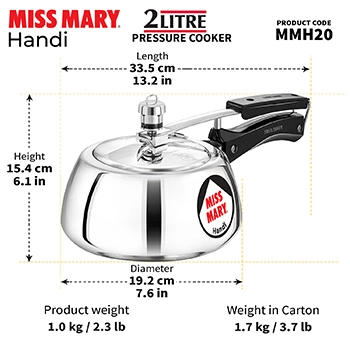 MISS MARY
Handi
2 LITRE
PRESSURE COOKER
PRODUCT CODE
MMH20
Length
33.5 cm
13.2 in
Height
15.4 cm
6.1 in
MISS
MARY
Handi
Diameter
19.2 cm
7.6 in
Product weight
1.0 kg / 2.3 lb
Weight in Carton
1.7 kg / 3.7 lb